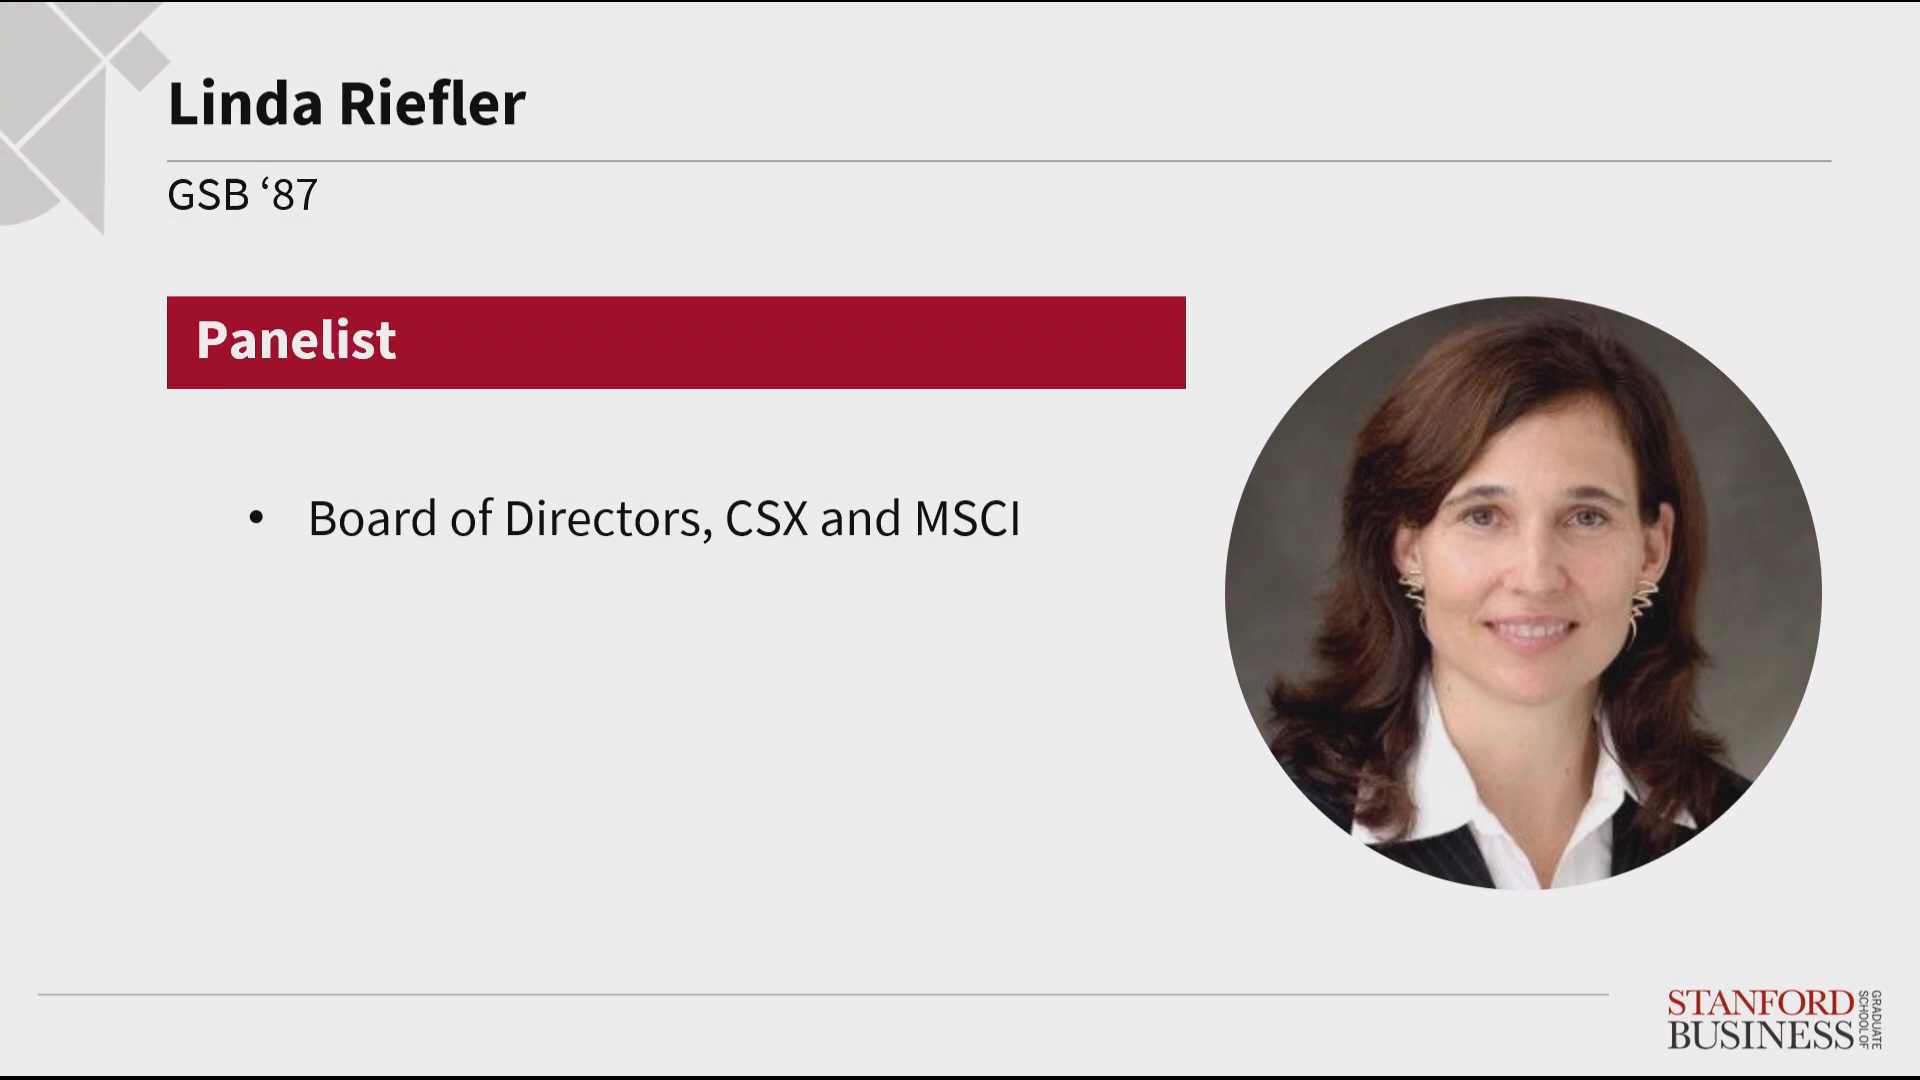 Linda Riefler
GSB ‘87
Panelist
• Board of Directors, CSX and MSCI
STANFORD
BUSINESS
GRADUATE
SCHOOL OF